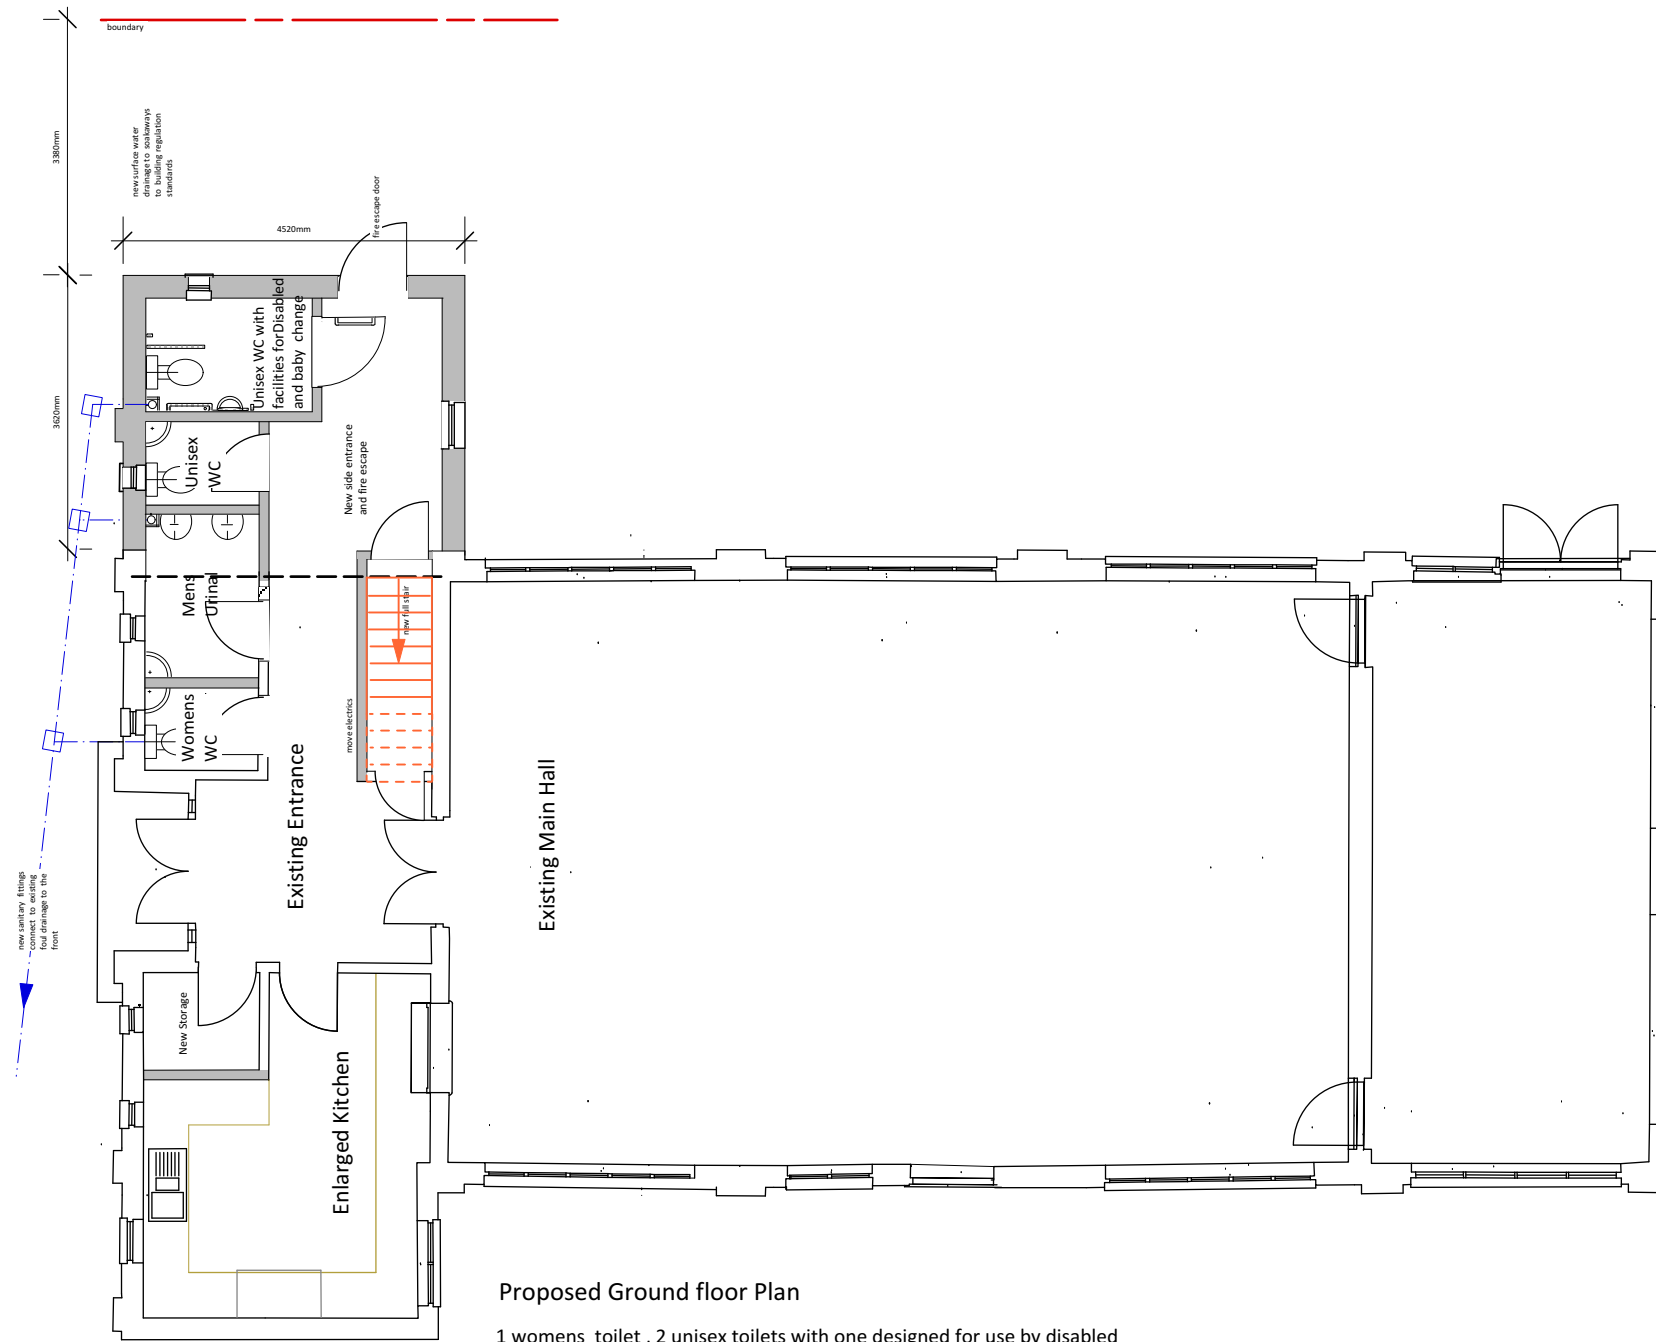 boundary
3380mm
new surface water
drainage to soakaways
to building regulation
standards
4520mm
fire escape door
Unisex WC with
facilities forDisabled
and baby change
3620mm
Unisex
WC
New side entrance
and fire escape
Mens
Urinal
new full stair
move electrics
Womens
WC
Existing Entrance
Existing Main Hall
new sanitary fittings
connect to existing
foul drainage to the
front
New Storage
Enlarged Kitchen
Proposed Ground floor Plan
1 womens toilet , 2 unisex toilets with one designed for use by disabled